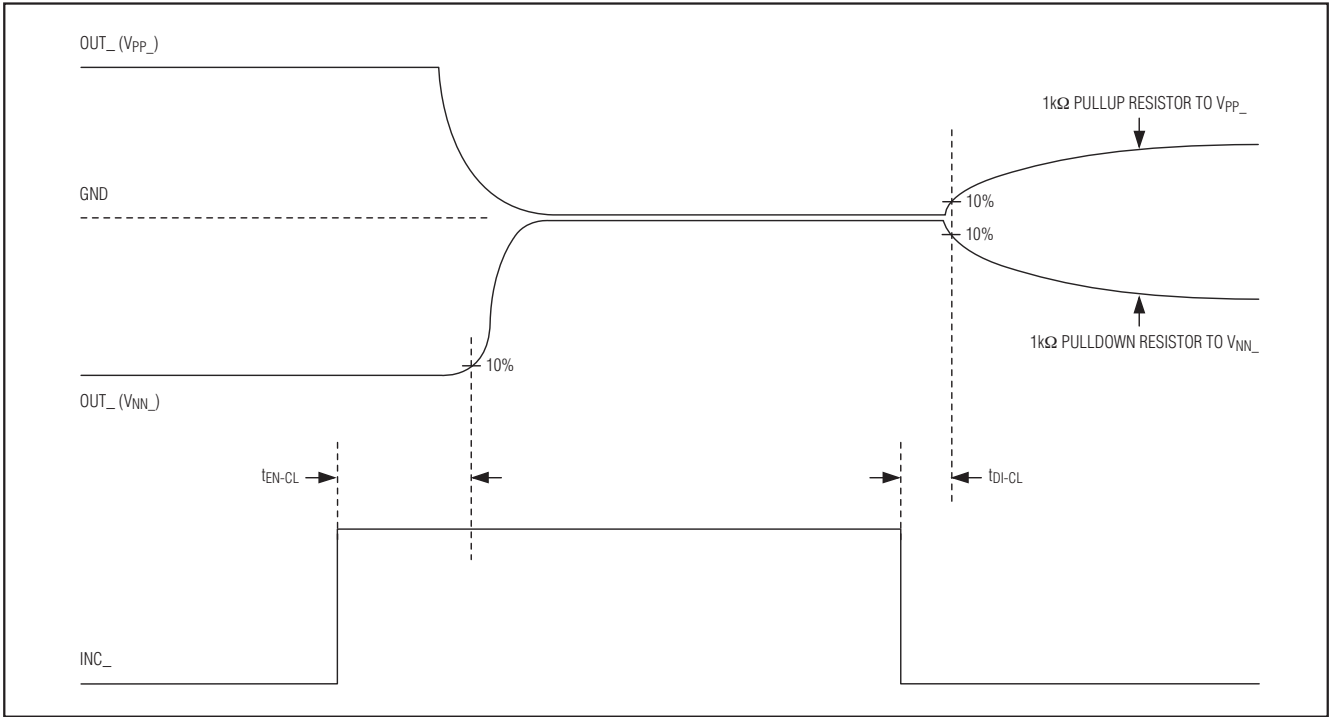 OUT_ (VPP_)
1kΩ PULLUP RESISTOR TO VPP_
GND
10%
10%
1kΩ PULLDOWN RESISTOR TO VNN_
10%
OUT_ (VNN_)
tEN-CL
tDI-CL
INC_